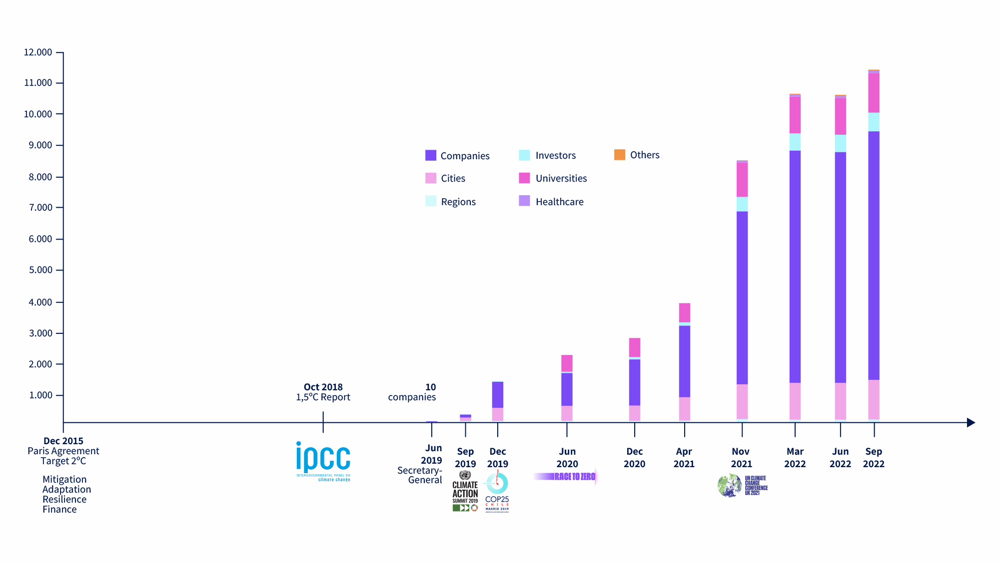 12.000
11.000
10.000
9.000
8.000
7.000
6.000
5.000
4.000
3.000
2.000
1.000
Companies
Cities
Regions
Investors
Universities
Healthcare
Others
Dec 2015
Paris Agreement
Target 2ºC
Mitigation
Adaptation
Resilience
Finance
Oct 2018
1,5ºC Report
ipcc
INTERGOVERNMENTAL PANEL ON
climate change
10
companies
Jun
2019
Secretary-
General
Sep
2019
CLIMATE
ACTION
SUMMIT 2019
Dec
2019
COP25
CHILE
MADRID 2019
Jun
2020
RACE TO ZERO
Dec
2020
Apr
2021
Nov
2021
UN CLIMATE
CHANGE
CONFERENCE
UK 2021
Mar
2022
Jun
2022
Sep
2022